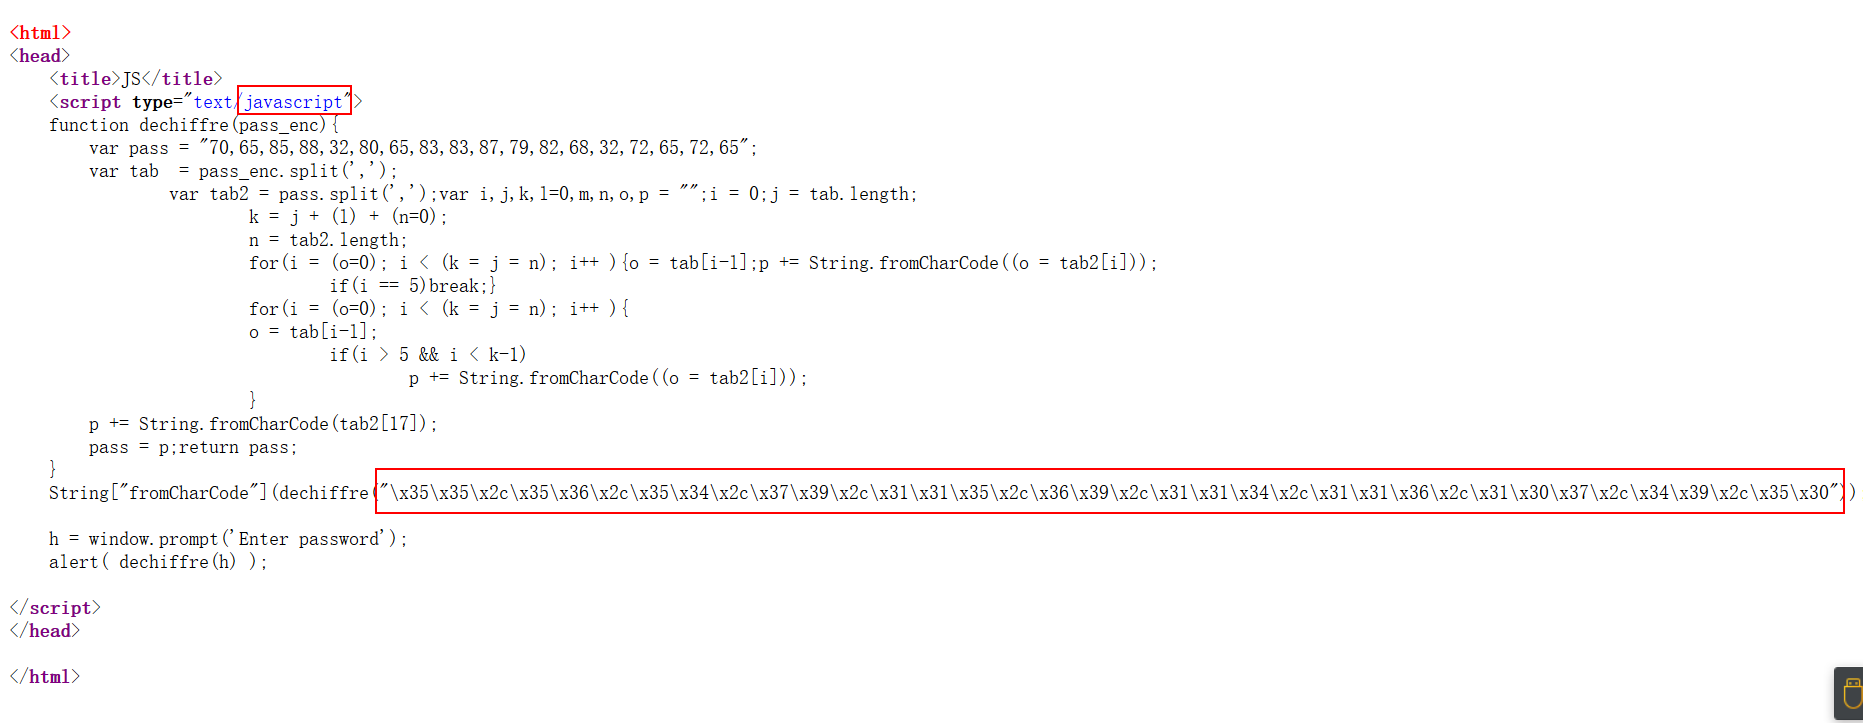 <html>
<head>
    <title>JS</title>
    <script type="text/javascript">
    function dechiffre(pass_enc){
        var pass = "70,65,85,88,32,80,65,83,83,87,79,82,68,32,72,65,72,65";
        var tab  = pass_enc.split(',');
                var tab2 = pass.split(',');var i,j,k,l=0,m,n,o,p = "";i = 0;j = tab.length;
                        k = j + (l) + (n=0);
                        n = tab2.length;
                        for(i = (o=0); i < (k = j = n); i++ ){o = tab[i-l];p += String.fromCharCode((o = tab2[i]));
                                if(i == 5)break;}
                        for(i = (o=0); i < (k = j = n); i++ ){
                        o = tab[i-l];
                                if(i > 5 && i < k-1)
                                        p += String.fromCharCode((o = tab2[i]));
                        }
        p += String.fromCharCode(tab2[17]);
        pass = p;return pass;
    }
    String["fromCharCode"](dechiffre("\x35\x35\x2c\x35\x36\x2c\x35\x34\x2c\x37\x39\x2c\x31\x31\x35\x2c\x36\x39\x2c\x31\x31\x34\x2c\x31\x31\x36\x2c\x31\x30\x37\x2c\x34\x39\x2c\x35\x30"))
    h = window.prompt('Enter password');
    alert( dechiffre(h) );
</script>
</head>
</html>